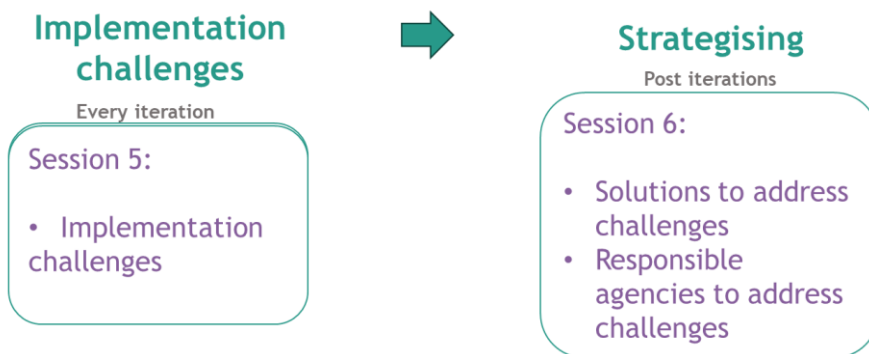 Implementation
challenges
Every iteration
Session 5:
• Implementation
challenges
Strategising
Post iterations
Session 6:
• Solutions to address
challenges
• Responsible
agencies to address
challenges